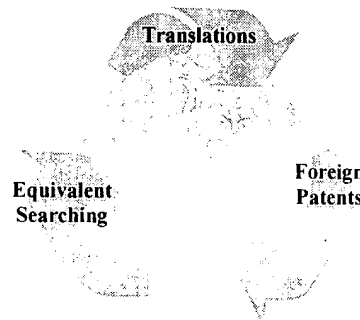 Translations
Equivalent
Searching
Foreign
Patents